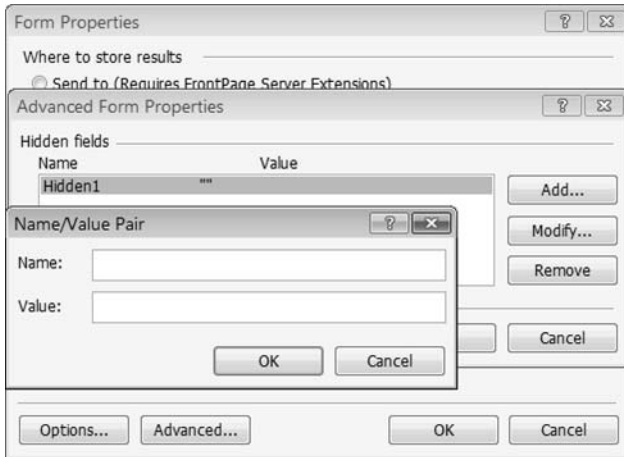 Form Properties
Where to store results
Send to (Requires FrontPage Server Extensions)
Advanced Form Properties
Hidden fields
Name Value
Hidden1 ""
Add...
Name/Value Pair
Modify...
Name:
Remove
Value:
Cancel
OK Cancel
Options... Advanced... OK Cancel